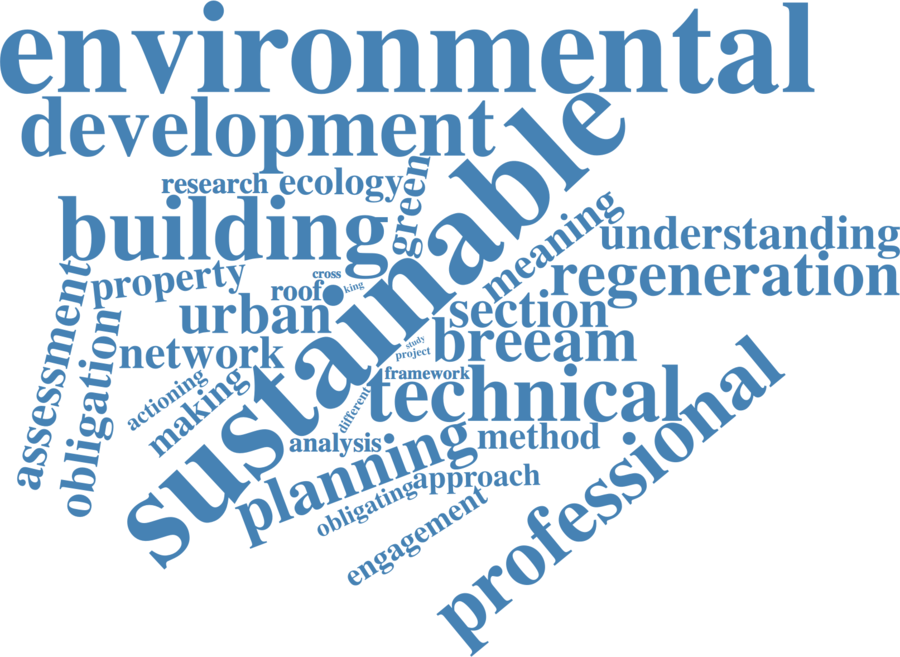 environmental
development
sustainable
research
ecology
green
building
meaning
understanding
property
cross
king
regeneration
roof
urban
section
assessment
obligation
network
study
project
breeam
framework
technical
actioning
making
different
analysis
planning
method
professional
obligating
approach
engagement